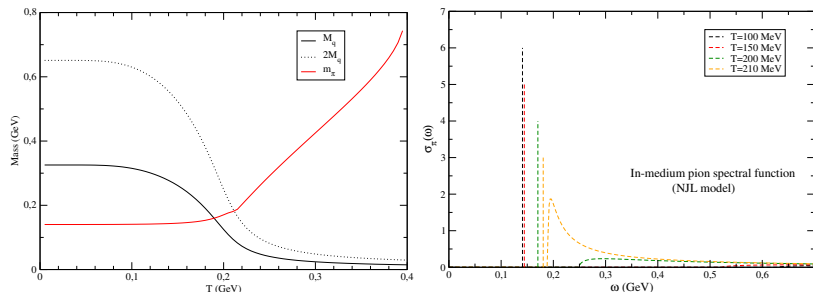 M_q
2M_q
m_π
Mass (GeV)
0,8
0,6
0,4
0,2
0
0
0,1
0,2
0,3
0,4
T (GeV)
T=100 MeV
T=150 MeV
T=200 MeV
T=210 MeV
σ_π(ω)
7
6
5
4
3
2
1
0
In-medium pion spectral function
(NJL model)
0
0,1
0,2
0,3
0,4
0,5
0,6
ω (GeV)